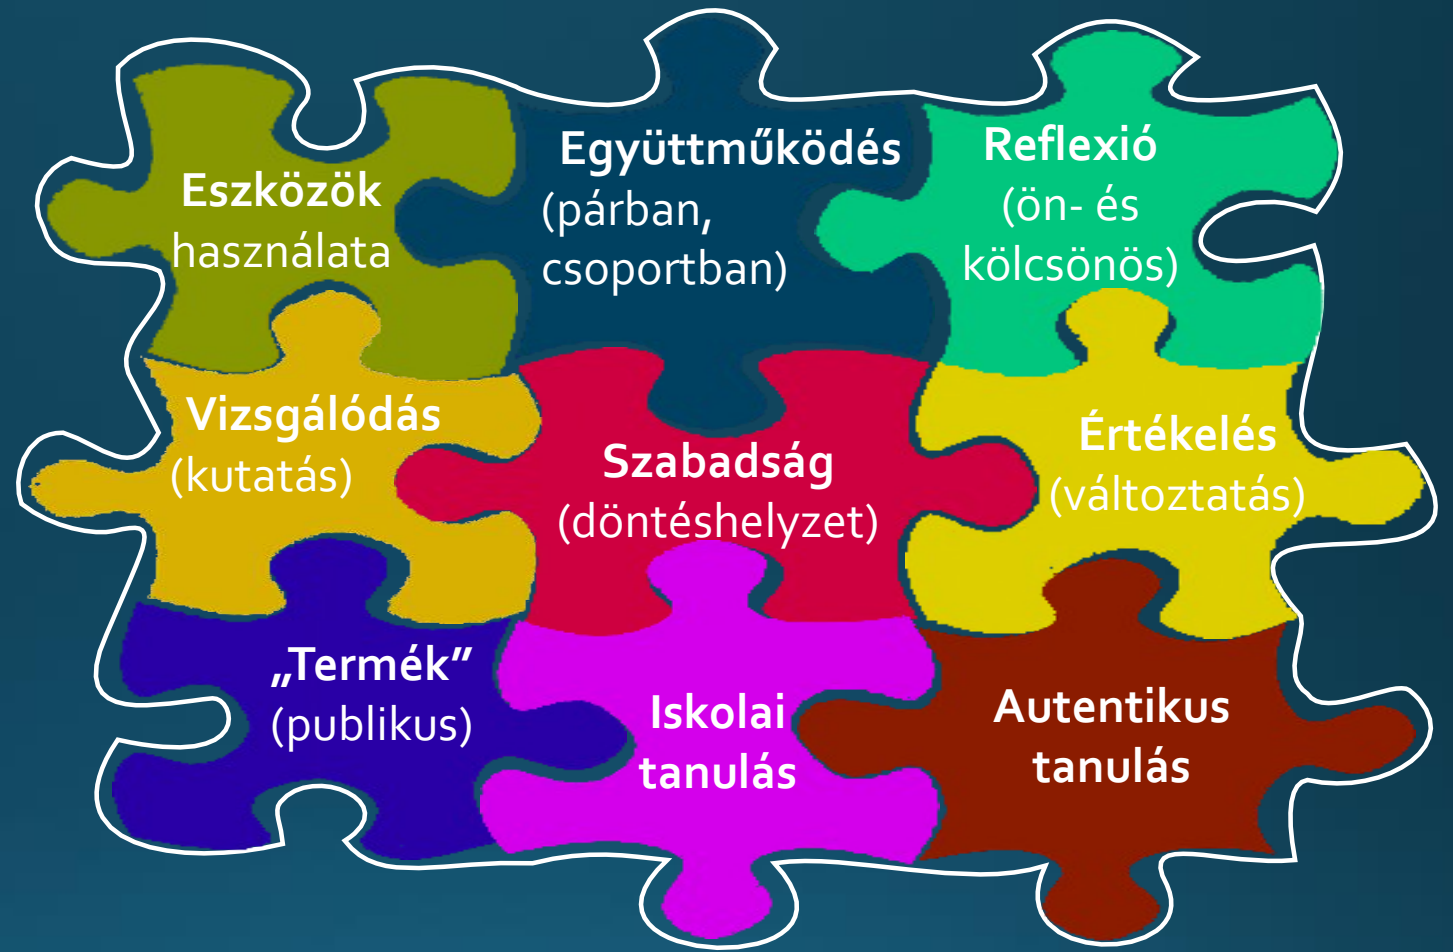 Eszközök
használata
Együttműködés
(párban,
csoportban)
Reflexió
(ön- és
kölcsönös)
Vizsgálódás
(kutatás)
Szabadság
(döntéshelyzet)
Értékelés
(változtatás)
„Termék”
(publikus)
Iskolai
tanulás
Autentikus
tanulás